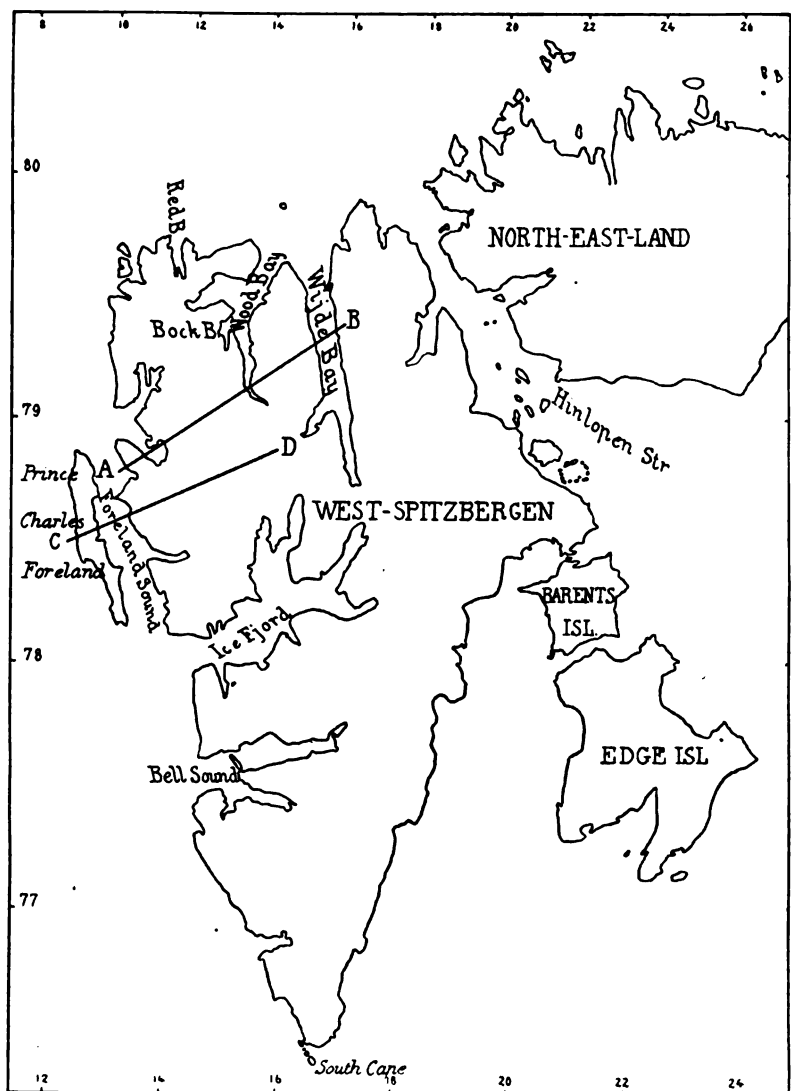 8 10 12 14 16 18 20 22 24 26
80
Red B.
NORTH-EAST-LAND
Wood Bay
Wijde Bay
Bock B.
B
79
Hinlopen Str
D
Prince
A
WEST-SPITZBERGEN
Charles
C
Foreland Sound
Foreland
BARENTS
ISL.
Ice Fjord
78
EDGE ISL
Bell Sound
77
South Cape
12 14 16 20 22 24